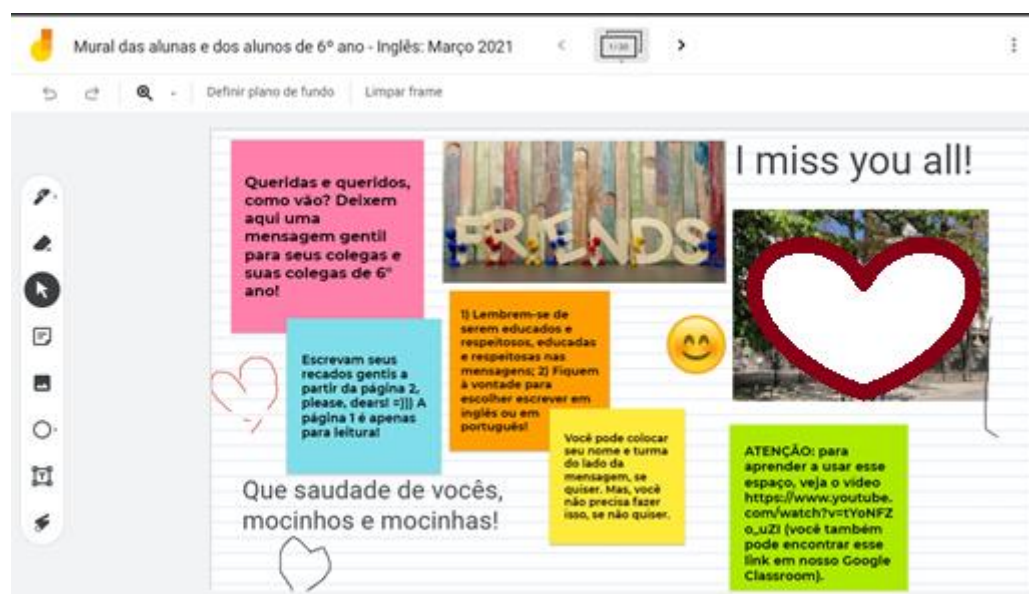 Mural das alunas e dos alunos de 6º ano - Inglês: Março 2021
Definir plano de fundo
Limpar frame
Queridas e queridos,
como vão? Deixem
aqui uma
mensagem gentil
para seus colegas e
suas colegas de 6º
ano!
FRIENDS
I miss you all!
Escrevam seus
recados gentis a
partir da página 2,
please, dears! =))) A
página 1 é apenas
para leitura!
1) Lembrem-se de
serem educados e
respeitosos, educadas
e respeitosas nas
mensagens; 2) Fiquem
à vontade para
escolher escrever em
inglês ou em
português!
Você pode colocar
seu nome e turma
do lado da
mensagem, se
quiser. Mas, você
não precisa fazer
isso, se não quiser.
ATENÇÃO: para
aprender a usar esse
espaço, veja o vídeo
https://www.youtube.
com/watch?v=tYoNFZ
o_uZI (você também
pode encontrar esse
link em nosso Google
Classroom).
Que saudade de vocês,
mocinhos e mocinhas!